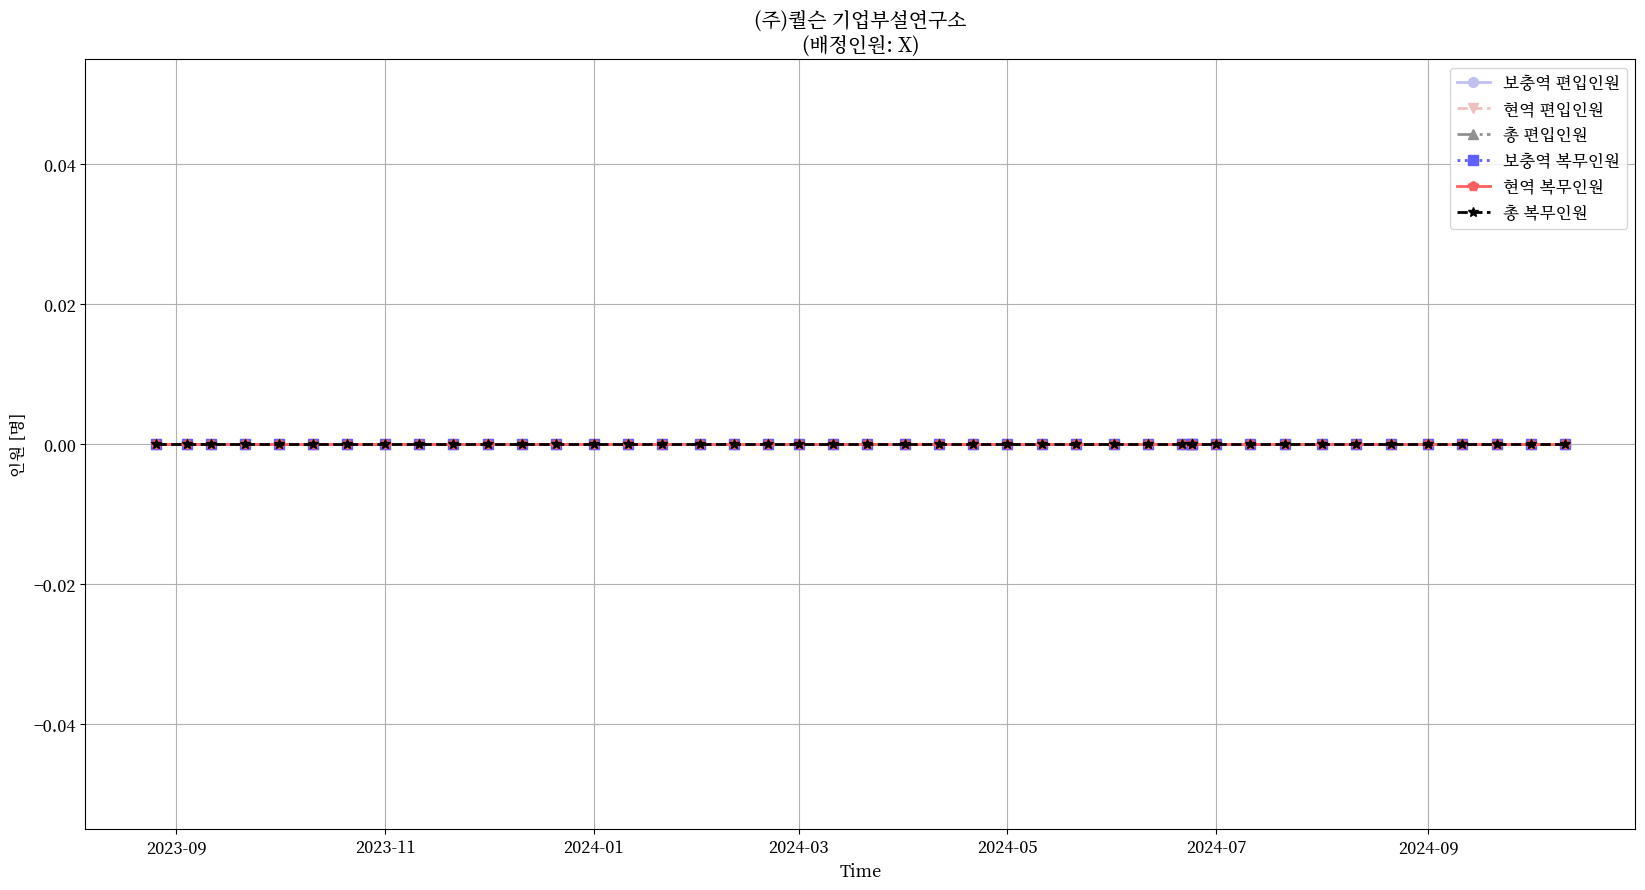 (주)퀄슨 기업부설연구소
(배정인원: X)
보충역 편입인원
현역 편입인원
총 편입인원
보충역 복무인원
현역 복무인원
총 복무인원
인원 [명]
0.04
0.02
0.00
−0.02
−0.04
2023-09
2023-11
2024-01
2024-03
2024-05
2024-07
2024-09
Time